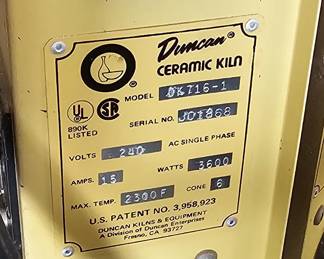 Duncan®
CERAMIC KILN
MODEL DK716-1
UL SA
890K
LISTED
SERIAL NO. J01868
VOLTS 240 AC SINGLE PHASE
AMPS. 15 WATTS 3600
MAX. TEMP. 2300F CONE 6
U.S. PATENT NO. 3,958,923
DUNCAN KILNS & EQUIPMENT
A Division of Duncan Enterprises
Fresno, CA 93727